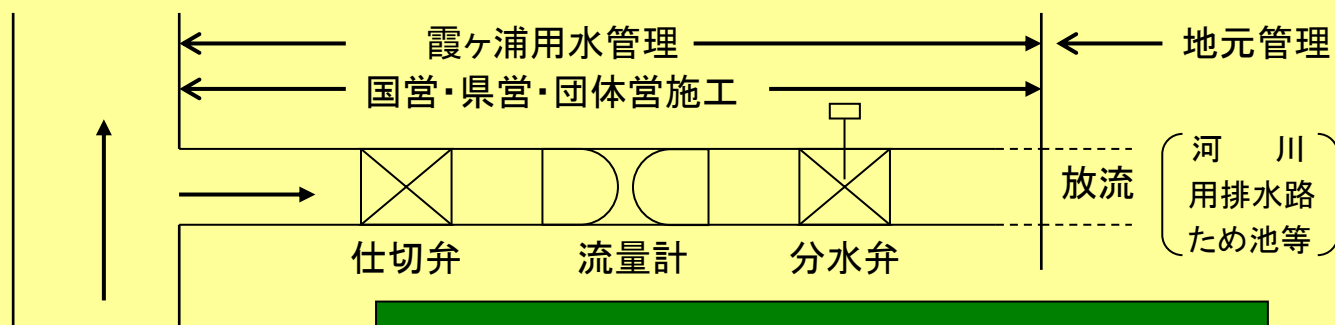 霞ヶ浦用水管理
地元管理
国営・県営・団体営施工
放流
河　川
用排水路
ため池等
仕切弁
流量計
分水弁